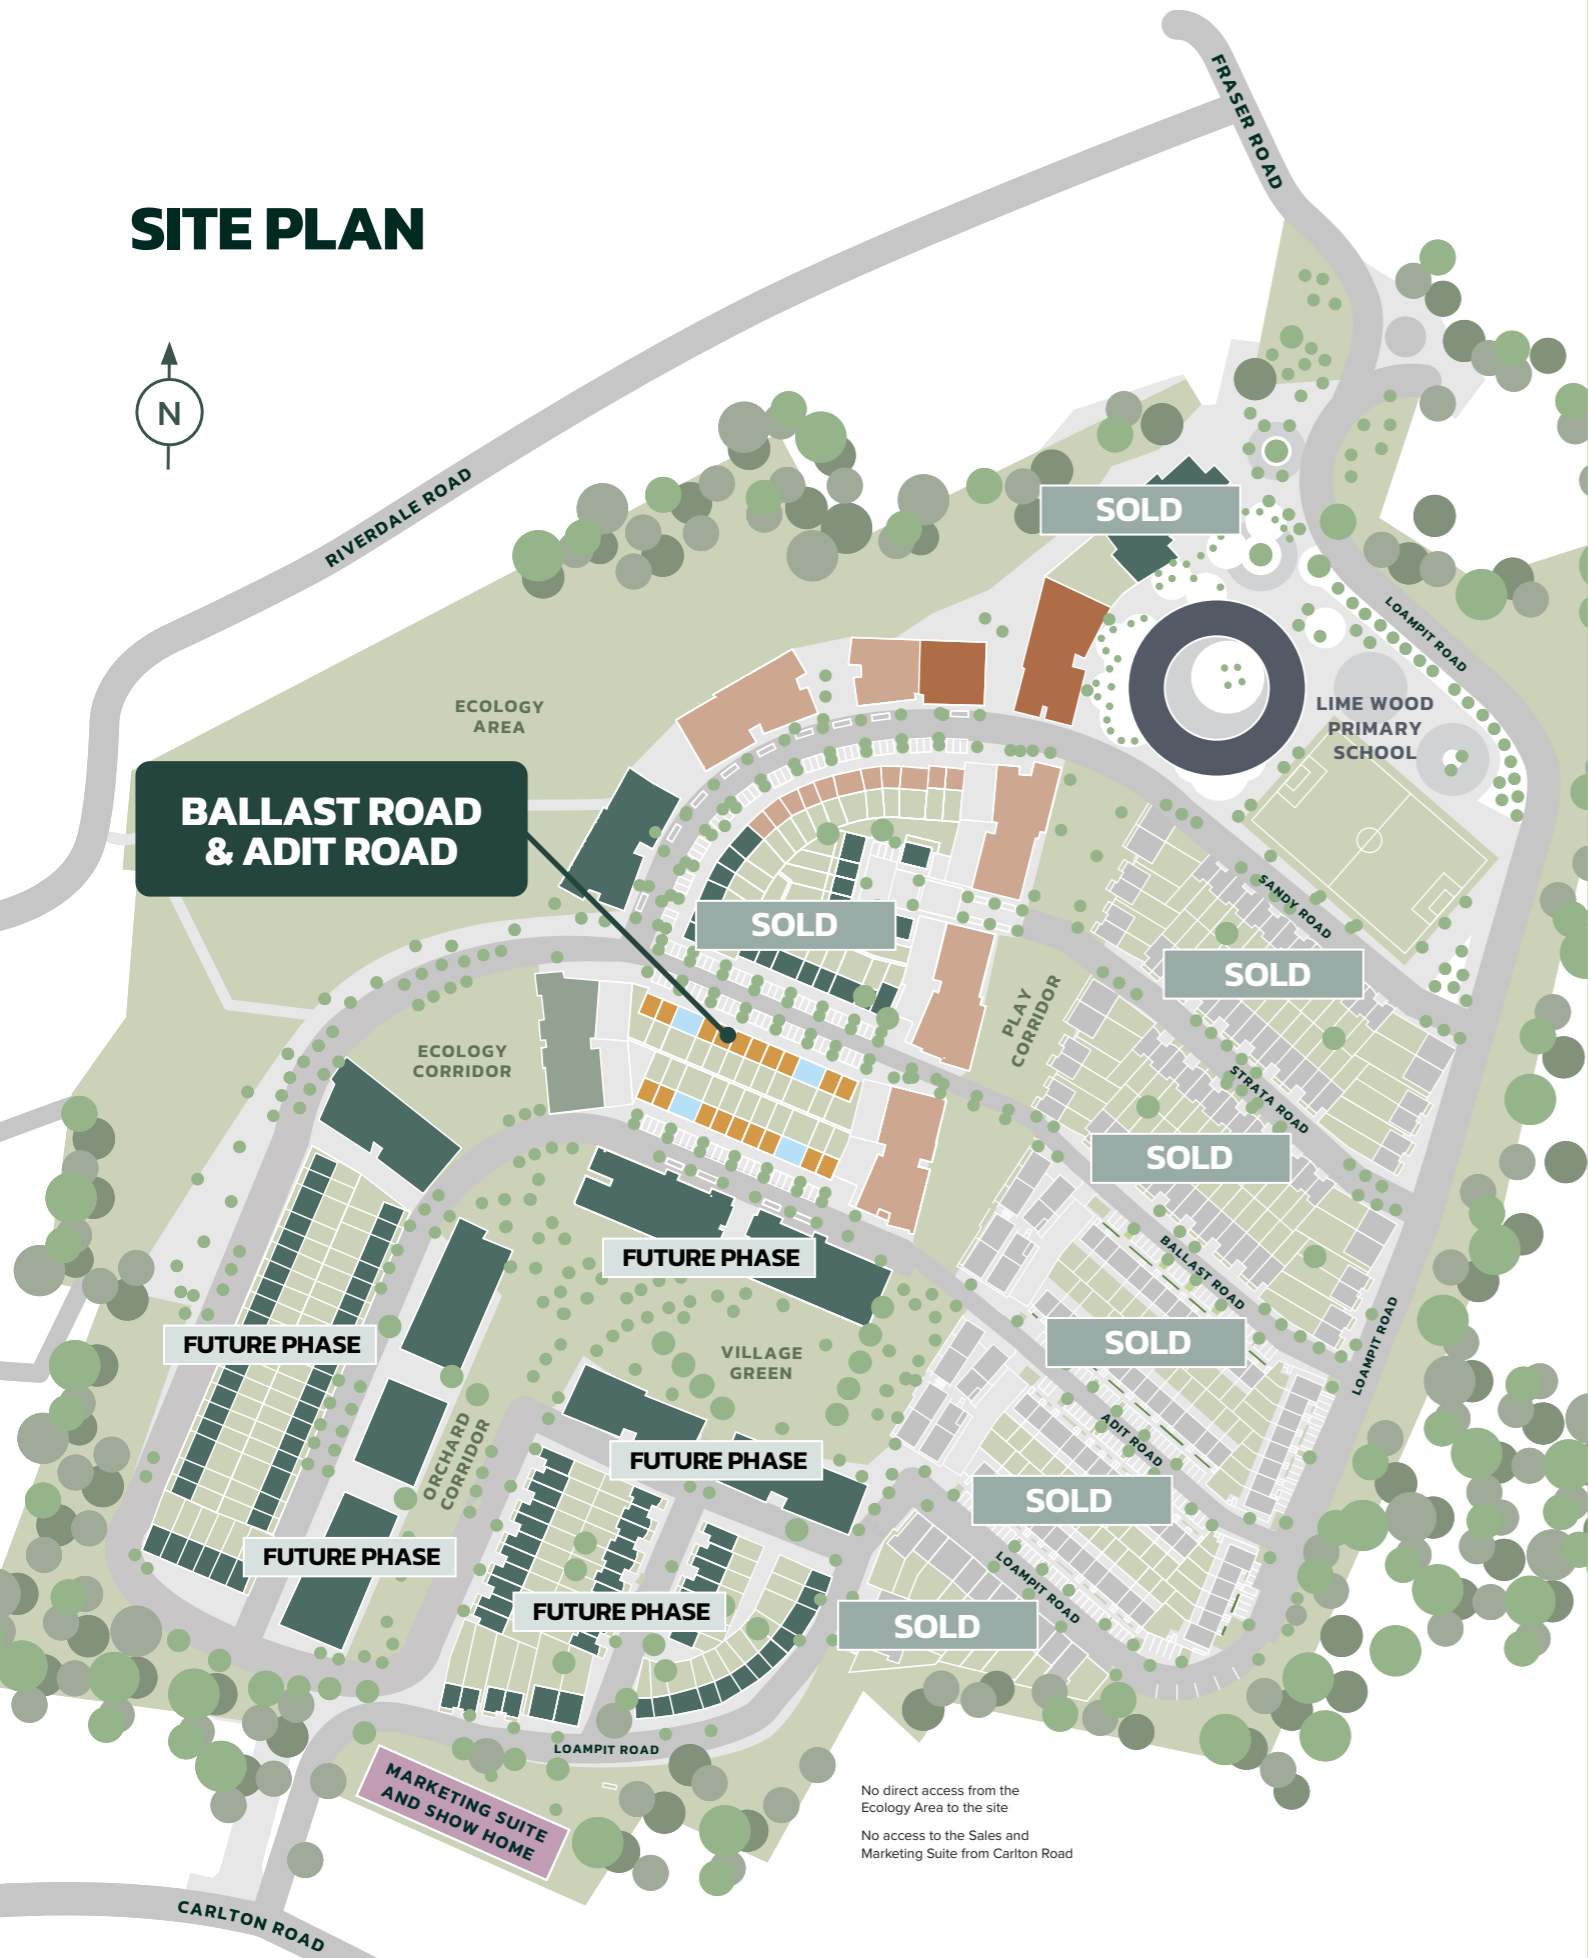 FRASER ROAD
SITE PLAN
N
RIVERDALE ROAD
SOLD
LOAMPIT ROAD
ECOLOGY
AREA
LIME WOOD
PRIMARY
SCHOOL
BALLAST ROAD
& ADIT ROAD
SANDY ROAD
SOLD
SOLD
PLAY
CORRIDOR
ECOLOGY
CORRIDOR
STRATA ROAD
SOLD
FUTURE PHASE
BALLAST ROAD
FUTURE PHASE
SOLD
LOAMPIT ROAD
VILLAGE
GREEN
ORCHARD
CORRIDOR
ADIT ROAD
FUTURE PHASE
SOLD
FUTURE PHASE
LOAMPIT ROAD
FUTURE PHASE
SOLD
LOAMPIT ROAD
MARKETING SUITE
AND SHOW HOME
No direct access from the
Ecology Area to the site
No access to the Sales and
Marketing Suite from Carlton Road
CARLTON ROAD